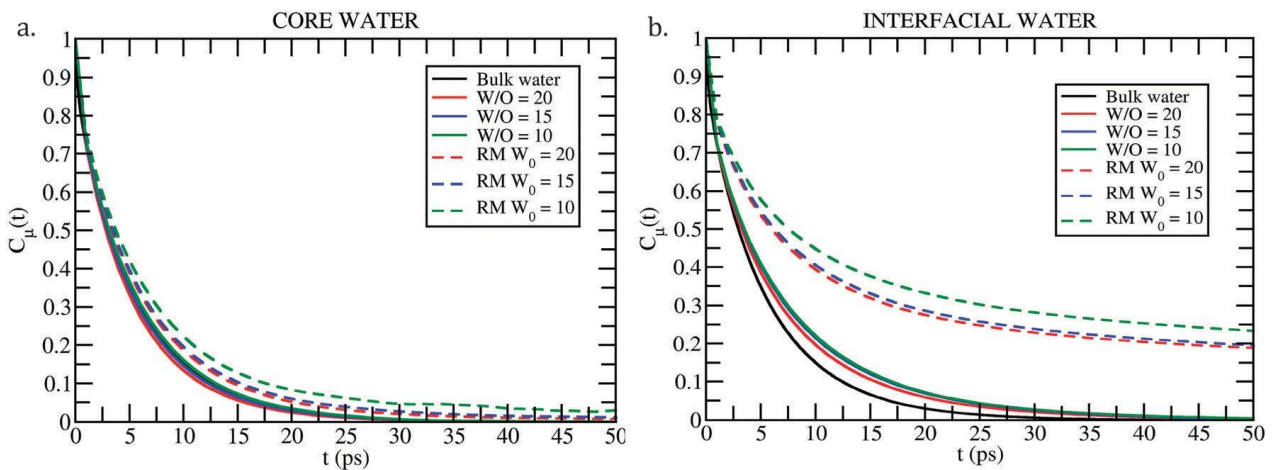 a.
CORE WATER
1
0.9
0.8
0.7
0.6
0.5
0.4
0.3
0.2
0.1
0
C_μ(t)
Bulk water
W/O = 20
W/O = 15
W/O = 10
RM W₀ = 20
RM W₀ = 15
RM W₀ = 10
0 5 10 15 20 25 30 35 40 45 50
t (ps)
b.
INTERFACIAL WATER
1
0.9
0.8
0.7
0.6
0.5
0.4
0.3
0.2
0.1
0
C_μ(t)
Bulk water
W/O = 20
W/O = 15
W/O = 10
RM W₀ = 20
RM W₀ = 15
RM W₀ = 10
0 5 10 15 20 25 30 35 40 45 50
t (ps)